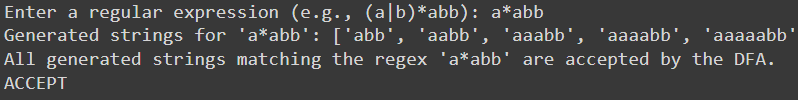 Enter a regular expression (e.g., (a|b)*abb): a*abb
Generated strings for 'a*abb': ['abb', 'aabb', 'aaabb', 'aaaabb', 'aaaaabb'
All generated strings matching the regex 'a*abb' are accepted by the DFA.
ACCEPT